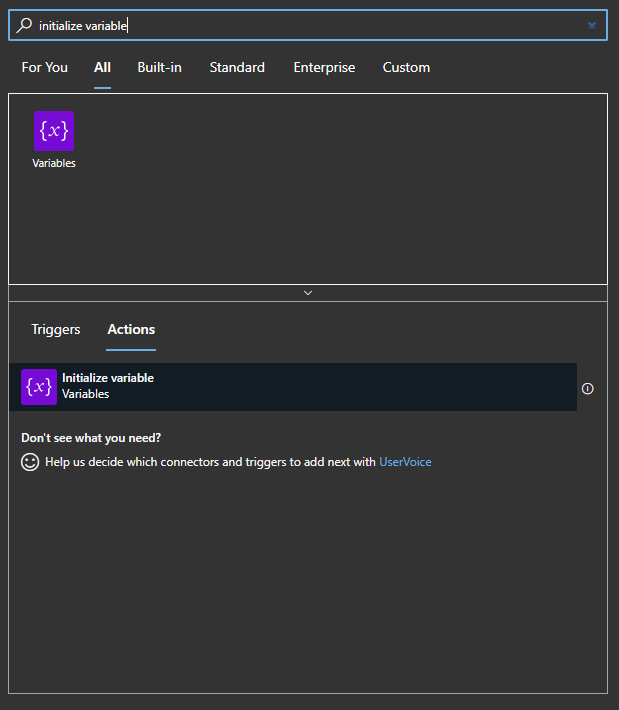 initialize variable
For You All Built-in Standard Enterprise Custom
{x}
Variables
Triggers Actions
{x} Initialize variable
Variables
Don't see what you need?
Help us decide which connectors and triggers to add next with UserVoice